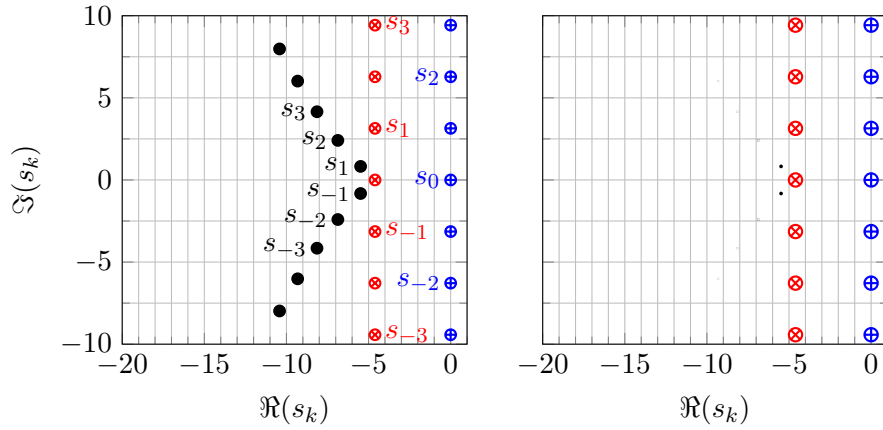 10
5
0
−5
−10
ℑ(s_k)
s_3
s_2
s_3
s_1
s_2
s_1
s_0
s_{−1}
s_{−2}
s_{−1}
s_{−3}
s_{−2}
s_{−3}
−20 −15 −10 −5 0
ℜ(s_k)
−20 −15 −10 −5 0
ℜ(s_k)